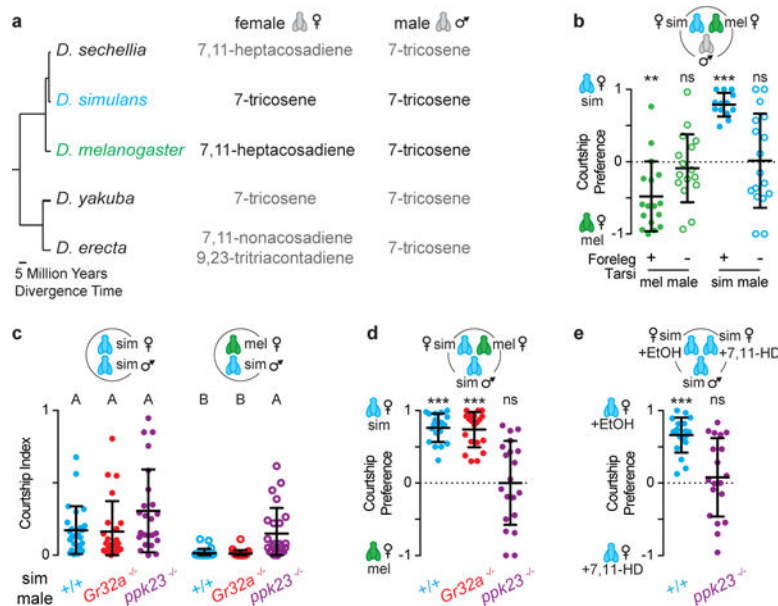 a
female ♀ male ♂
D. sechellia 7,11-heptacosadiene 7-tricosene
D. simulans 7-tricosene 7-tricosene
D. melanogaster 7,11-heptacosadiene 7-tricosene
D. yakuba 7-tricosene 7-tricosene
D. erecta 7,11-nonacosadiene 7-tricosene
9,23-tritriacontadiene
5 Million Years
Divergence Time
b
♀ sim mel ♀
♂
** ns *** ns
♀
sim
1
0
-1
Courtship
Preference
♀
mel
Foreleg + - + -
Tarsi
mel male sim male
c
sim ♀
sim ♂
mel ♀
sim ♂
A A A B B A
1
0
Courtship Index
sim
male
+/+ Gr32a -/- ppk23 -/- +/+ Gr32a -/- ppk23 -/-
d
♀ sim mel ♀
sim ♂
*** *** ns
♀
sim
1
0
-1
Courtship
Preference
♀
mel
+/+ Gr32a -/- ppk23 -/-
e
♀ sim sim ♀
+EtOH +7,11-HD
sim ♂
*** ns
♀
+EtOH
1
0
-1
Courtship
Preference
♀
+7,11-HD
+/+ ppk23 -/-